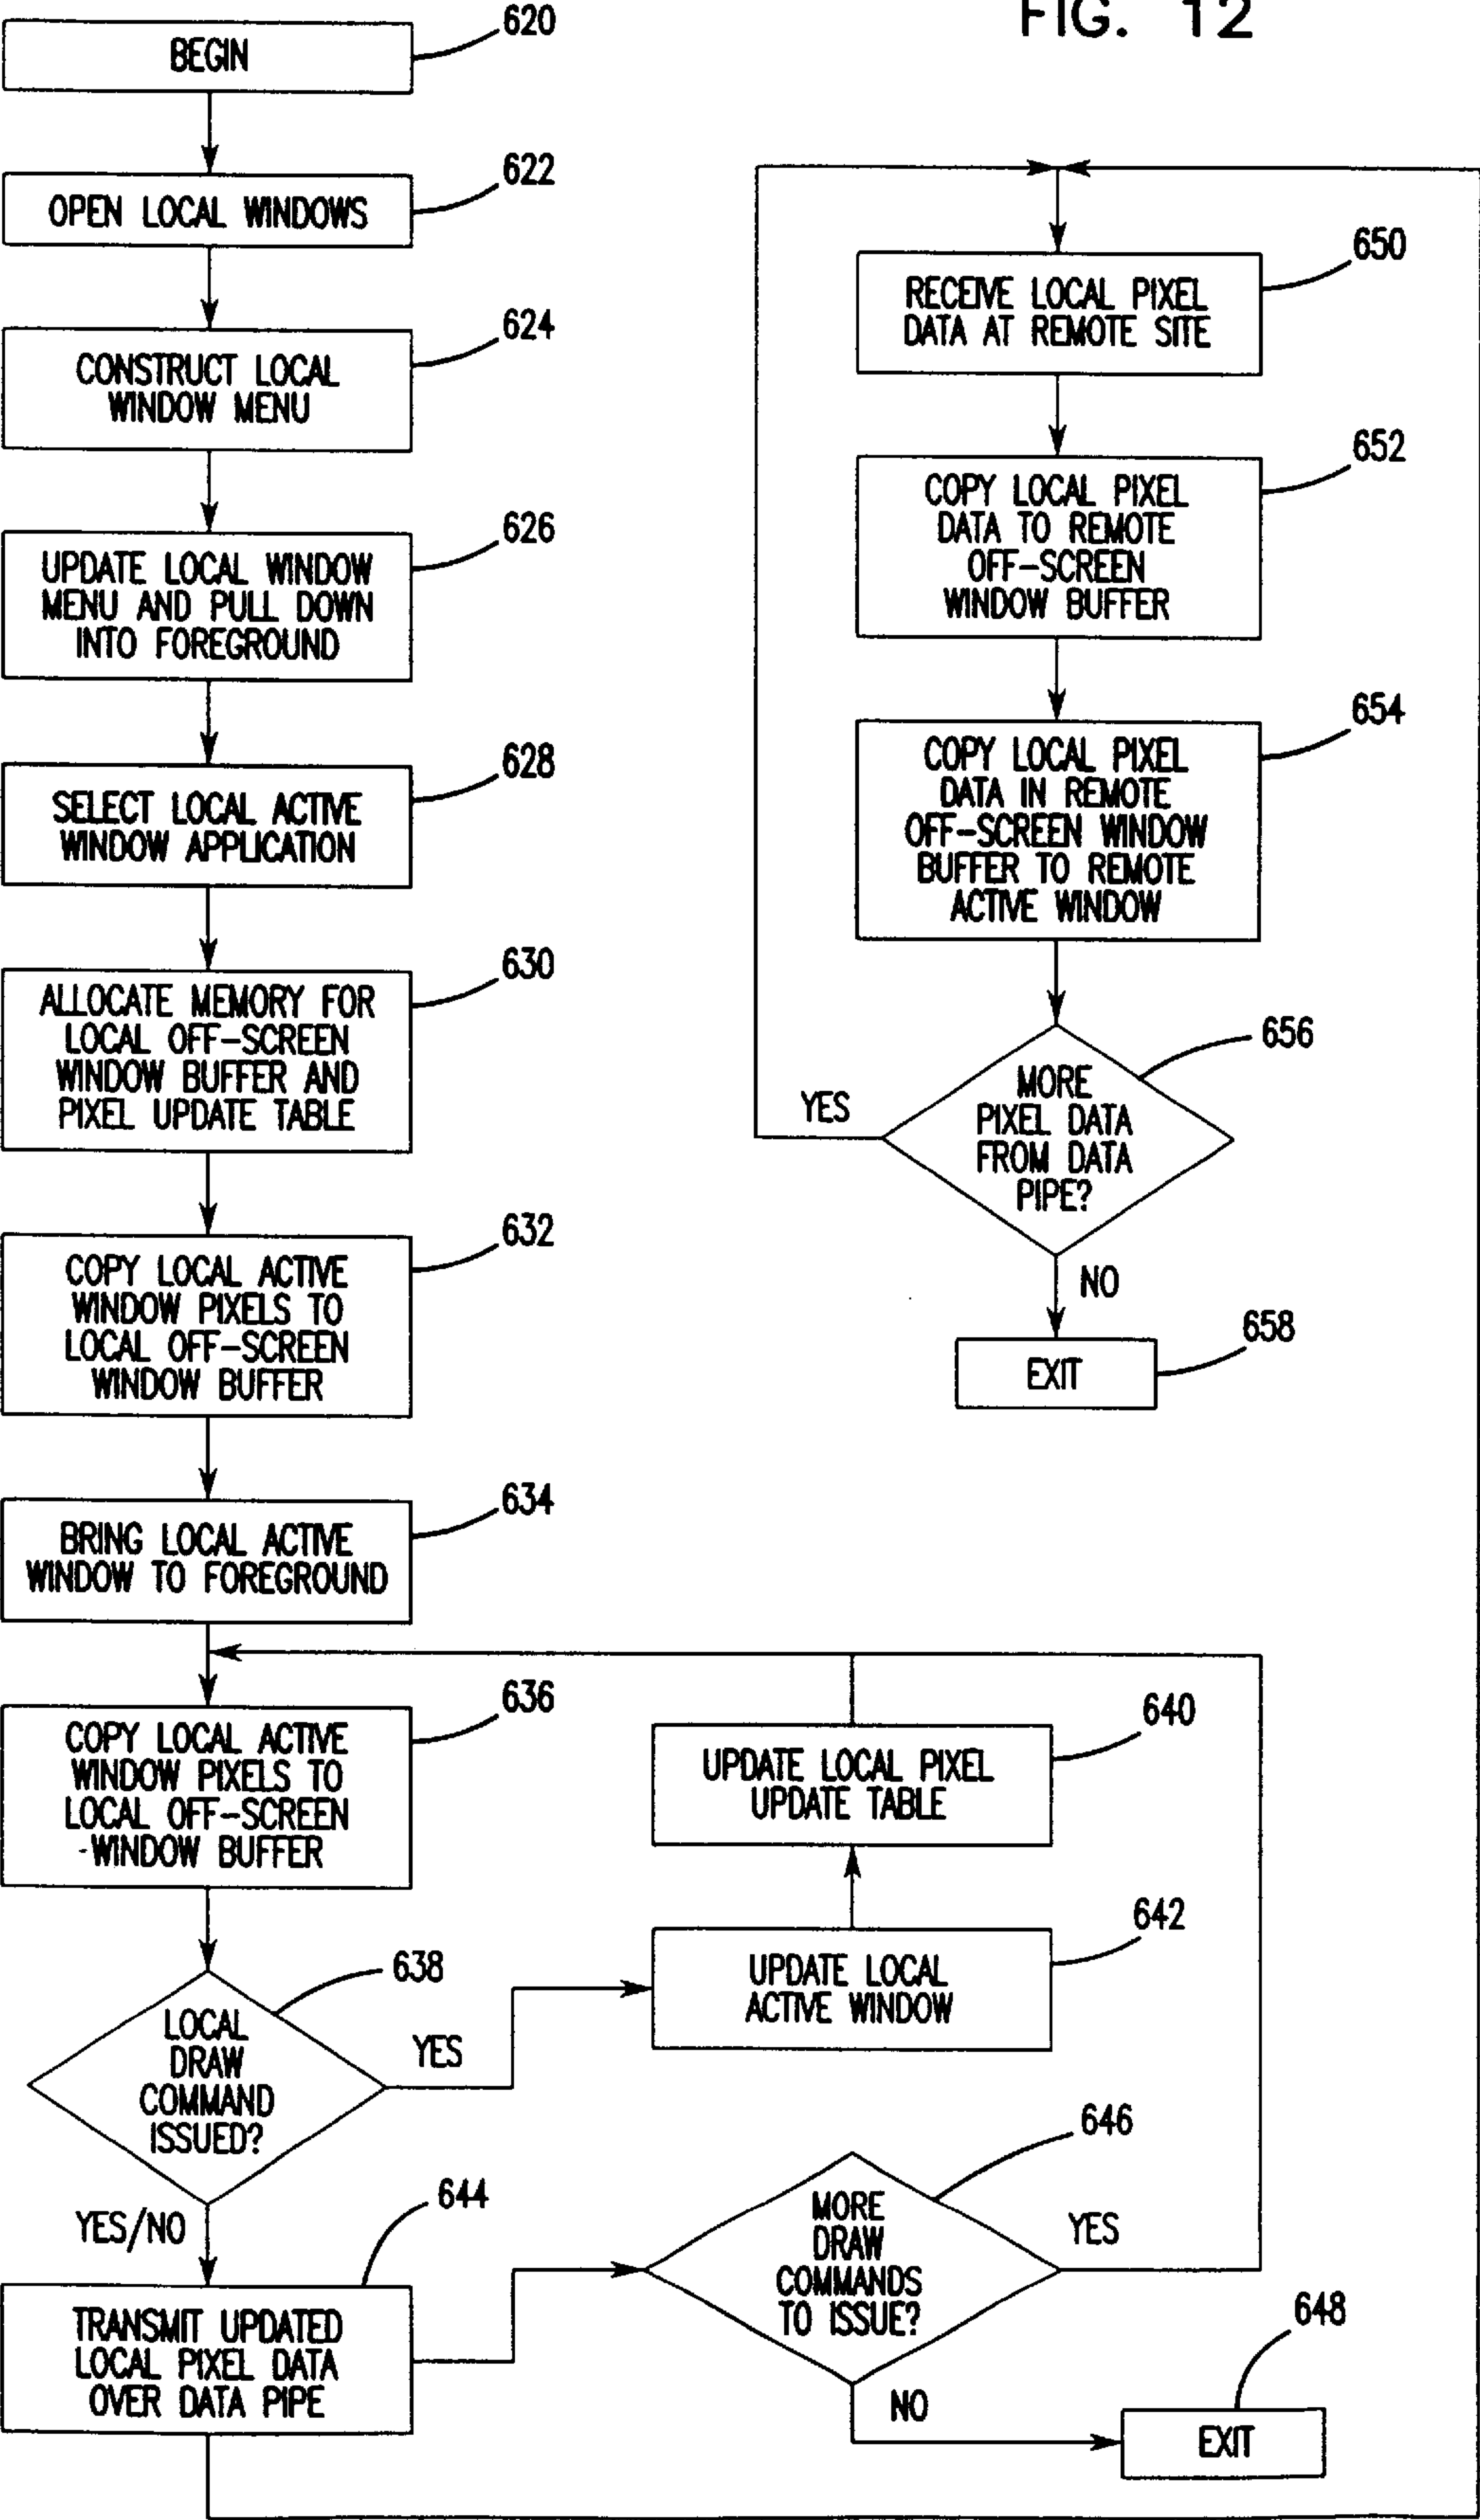 FIG. 12
BEGIN
620
OPEN LOCAL WINDOWS
622
CONSTRUCT LOCAL
WINDOW MENU
624
UPDATE LOCAL WINDOW
MENU AND PULL DOWN
INTO FOREGROUND
626
SELECT LOCAL ACTIVE
WINDOW APPLICATION
628
ALLOCATE MEMORY FOR
LOCAL OFF-SCREEN
WINDOW BUFFER AND
PIXEL UPDATE TABLE
630
COPY LOCAL ACTIVE
WINDOW PIXELS TO
LOCAL OFF-SCREEN
WINDOW BUFFER
632
BRING LOCAL ACTIVE
WINDOW TO FOREGROUND
634
COPY LOCAL ACTIVE
WINDOW PIXELS TO
LOCAL OFF-SCREEN
WINDOW BUFFER
636
LOCAL
DRAW
COMMAND
ISSUED?
638
YES
YES/NO
UPDATE LOCAL PIXEL
UPDATE TABLE
640
UPDATE LOCAL
ACTIVE WINDOW
642
TRANSMIT UPDATED
LOCAL PIXEL DATA
OVER DATA PIPE
644
MORE
DRAW
COMMANDS
TO ISSUE?
646
YES
NO
EXIT
648
RECEIVE LOCAL PIXEL
DATA AT REMOTE SITE
650
COPY LOCAL PIXEL
DATA TO REMOTE
OFF-SCREEN
WINDOW BUFFER
652
COPY LOCAL PIXEL
DATA IN REMOTE
OFF-SCREEN WINDOW
BUFFER TO REMOTE
ACTIVE WINDOW
654
MORE
PIXEL DATA
FROM DATA
PIPE?
656
YES
NO
EXIT
658